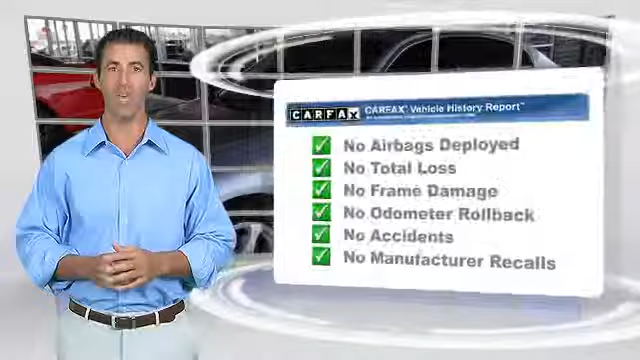 CARFAX CARFAX Vehicle History Report™
No Airbags Deployed
No Total Loss
No Frame Damage
No Odometer Rollback
No Accidents
No Manufacturer Recalls